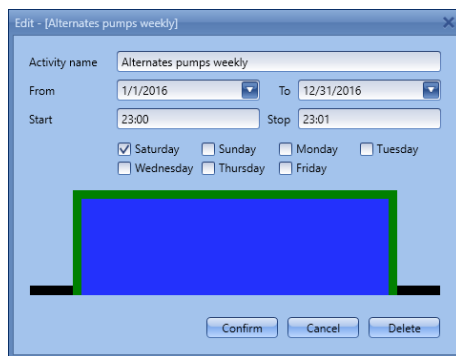 Edit - [Alternates pumps weekly]
Activity name Alternates pumps weekly
From 1/1/2016 To 12/31/2016
Start 23:00 Stop 23:01
Saturday Sunday Monday Tuesday
Wednesday Thursday Friday
Confirm Cancel Delete